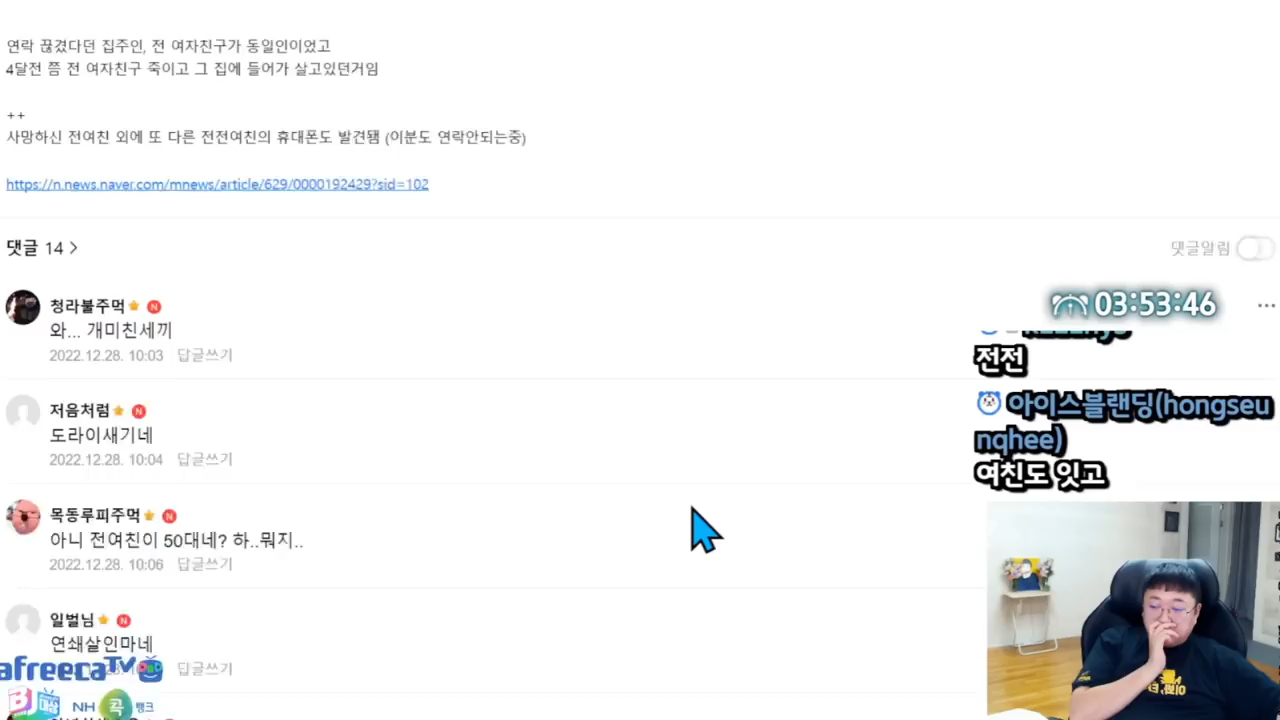 연락 끊겼다던 집주인, 전 여자친구가 동일인이었고
4달전 쯤 전 여자친구 죽이고 그 집에 들어가 살고있던거임
++
사망하신 전여친 외에 또 다른 전전여친의 휴대폰도 발견됌 (이분도 연락안되는중)
https://n.news.naver.com/mnews/article/629/0000192429?sid=102
댓글 14 >
댓글알림
청라불주먹 N
와... 개미친세끼
2022.12.28. 10:03 답글쓰기
저음처럼 N
도라이새기네
2022.12.28. 10:04 답글쓰기
목동루피주먹 N
아니 전여친이 50대네? 하..뭐지..
2022.12.28. 10:06 답글쓰기
일벌님 N
연쇄살인마네
답글쓰기
afreecaTV
NH 콕 뱅크
03:53:46
전전
아이스블랜딩(hongseu
nqhee)
여친도 잇고